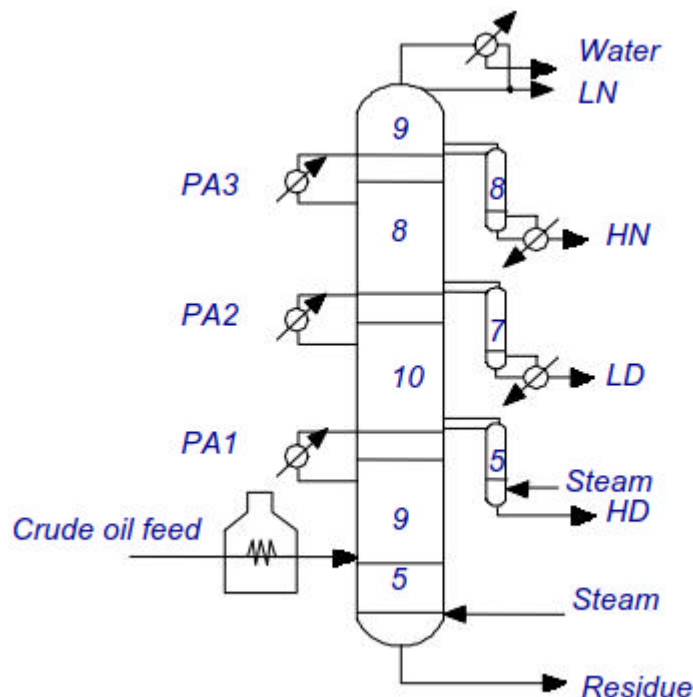 Water
LN
9
PA3
8
8
HN
PA2
7
10
LD
PA1
5
Steam
9
HD
Crude oil feed
5
Steam
Residue